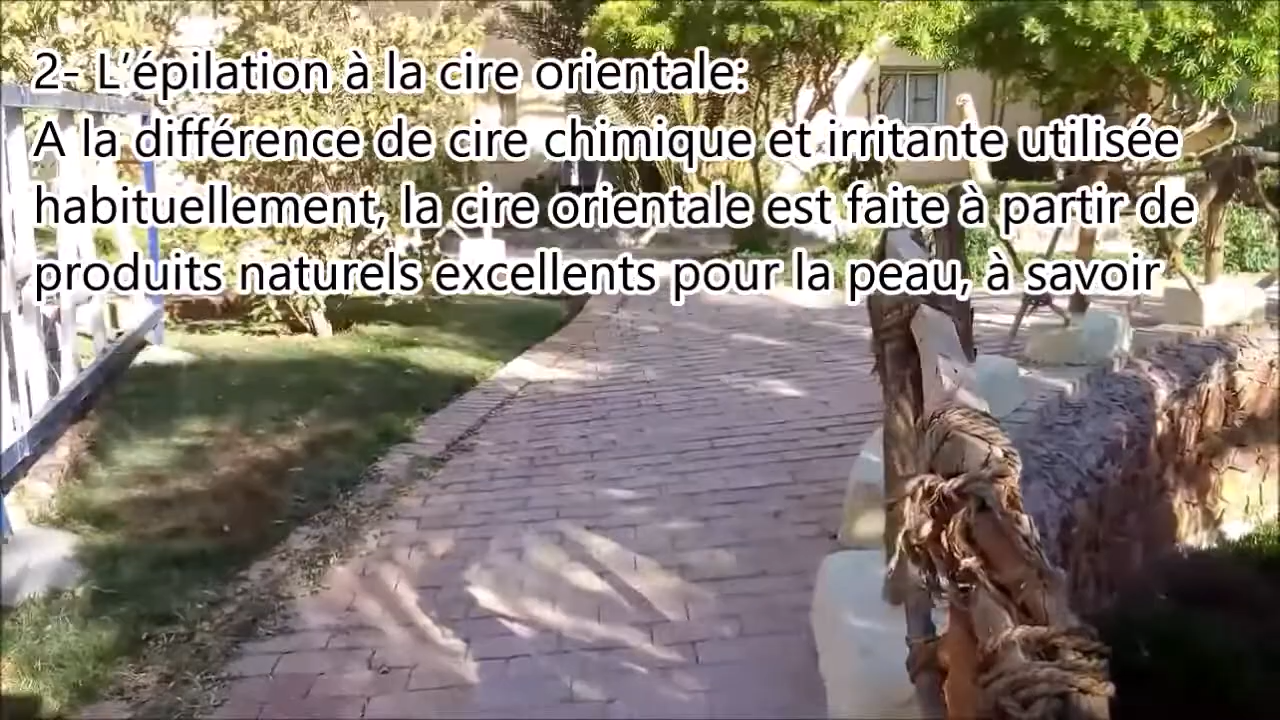 2- L’épilation à la cire orientale:
A la différence de cire chimique et irritante utilisée
habituellement, la cire orientale est faite à partir de
produits naturels excellents pour la peau, à savoir